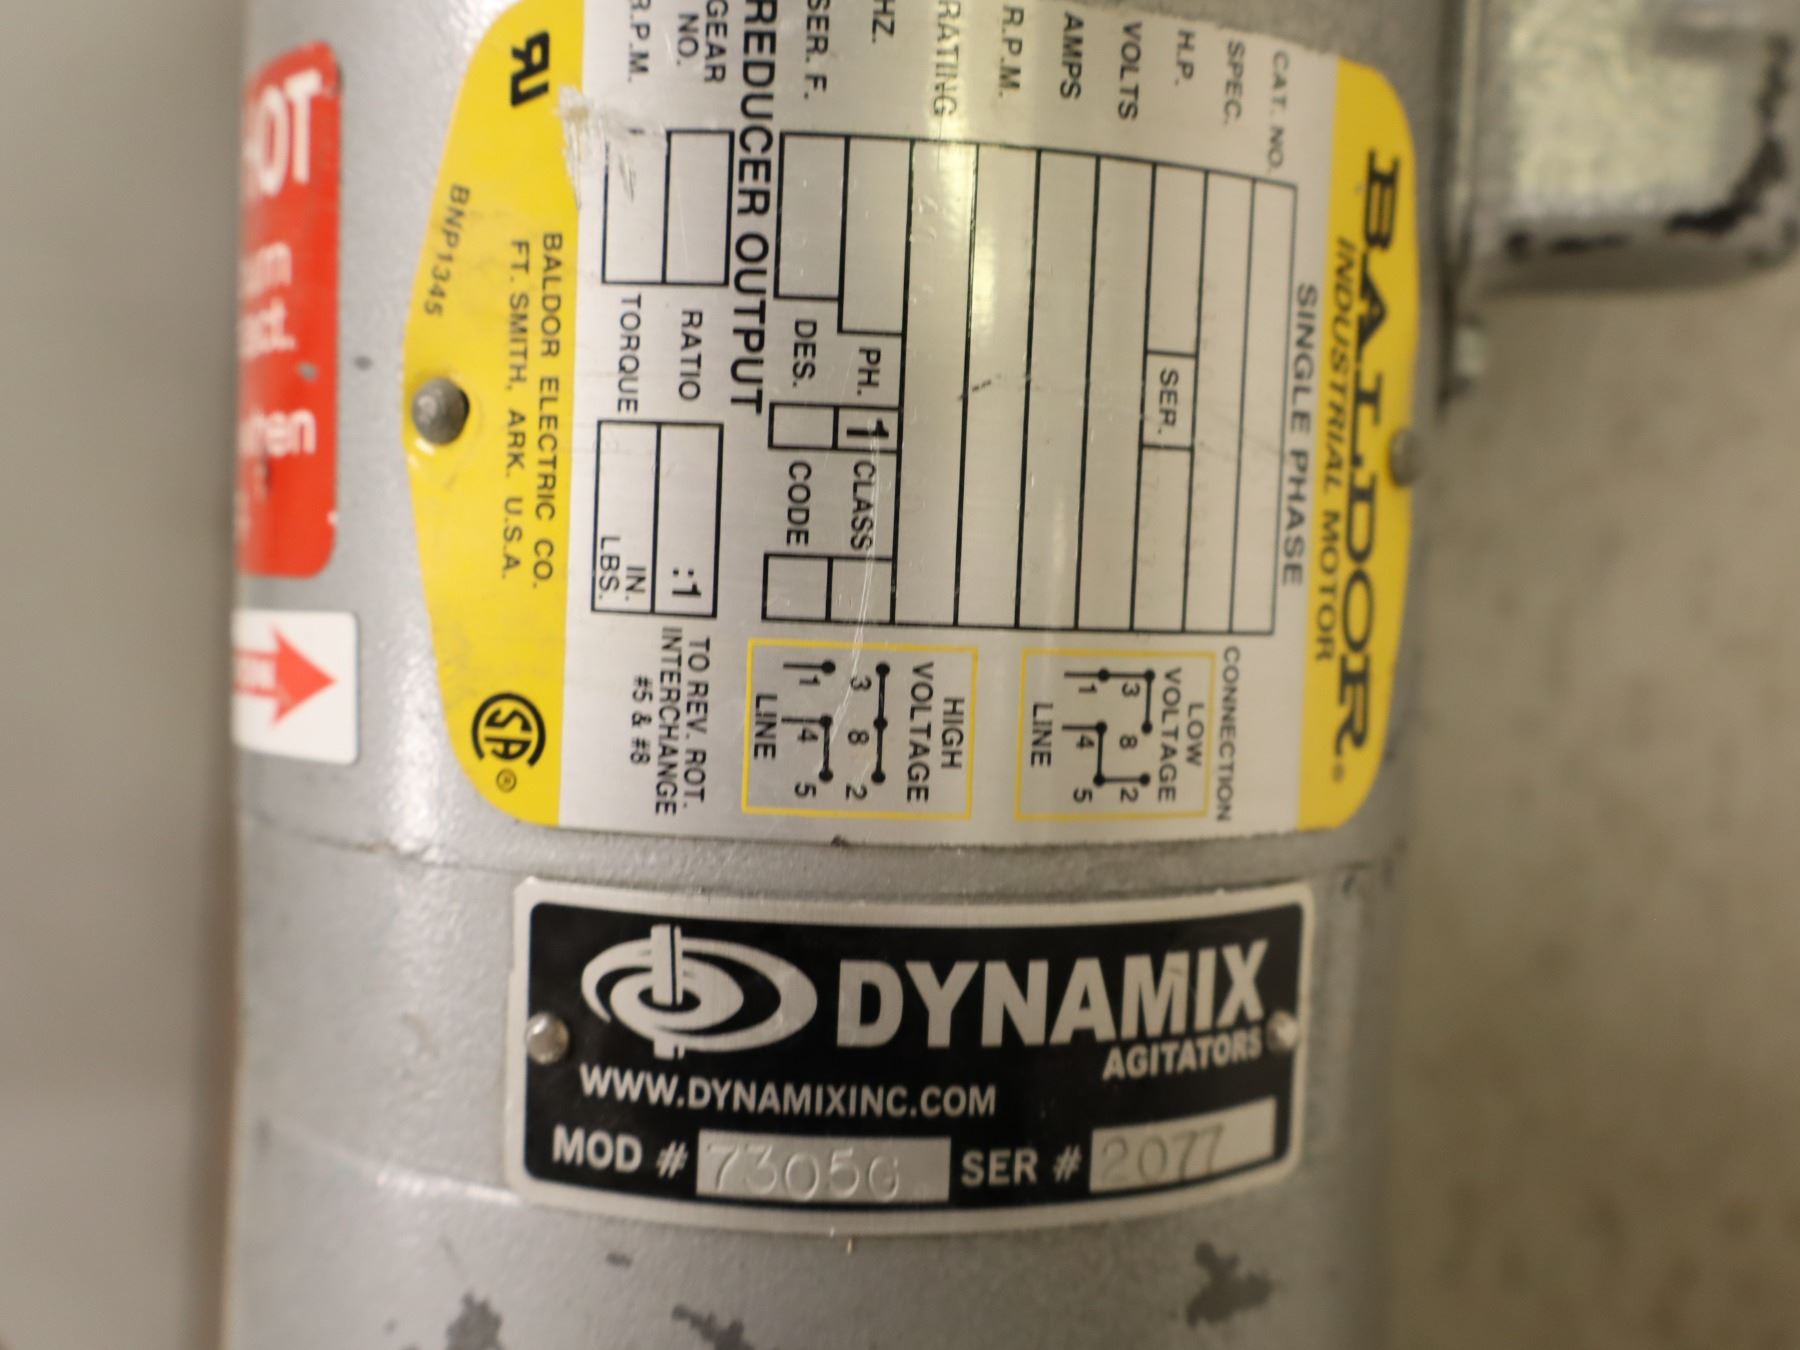 BALDOR®
INDUSTRIAL MOTOR
SINGLE PHASE
CAT. NO.
SPEC.
H.P. SER.
VOLTS
AMPS
R.P.M.
RATING
HZ. PH. 1 CLASS
SER. F. DES. CODE
REDUCER OUTPUT
GEAR NO. RATIO :1
R.P.M. TORQUE IN. LBS.
CONNECTION
LOW
VOLTAGE
3 8 2
1 4 5
LINE
HIGH
VOLTAGE
3 8 2
1 4 5
LINE
TO REV. ROT.
INTERCHANGE
#5 & #8
BALDOR ELECTRIC CO.
FT. SMITH, ARK. U.S.A.
BNP1345
SA®
DYNAMIX
AGITATORS
WWW.DYNAMIXINC.COM
MOD # 7305G SER # 2077